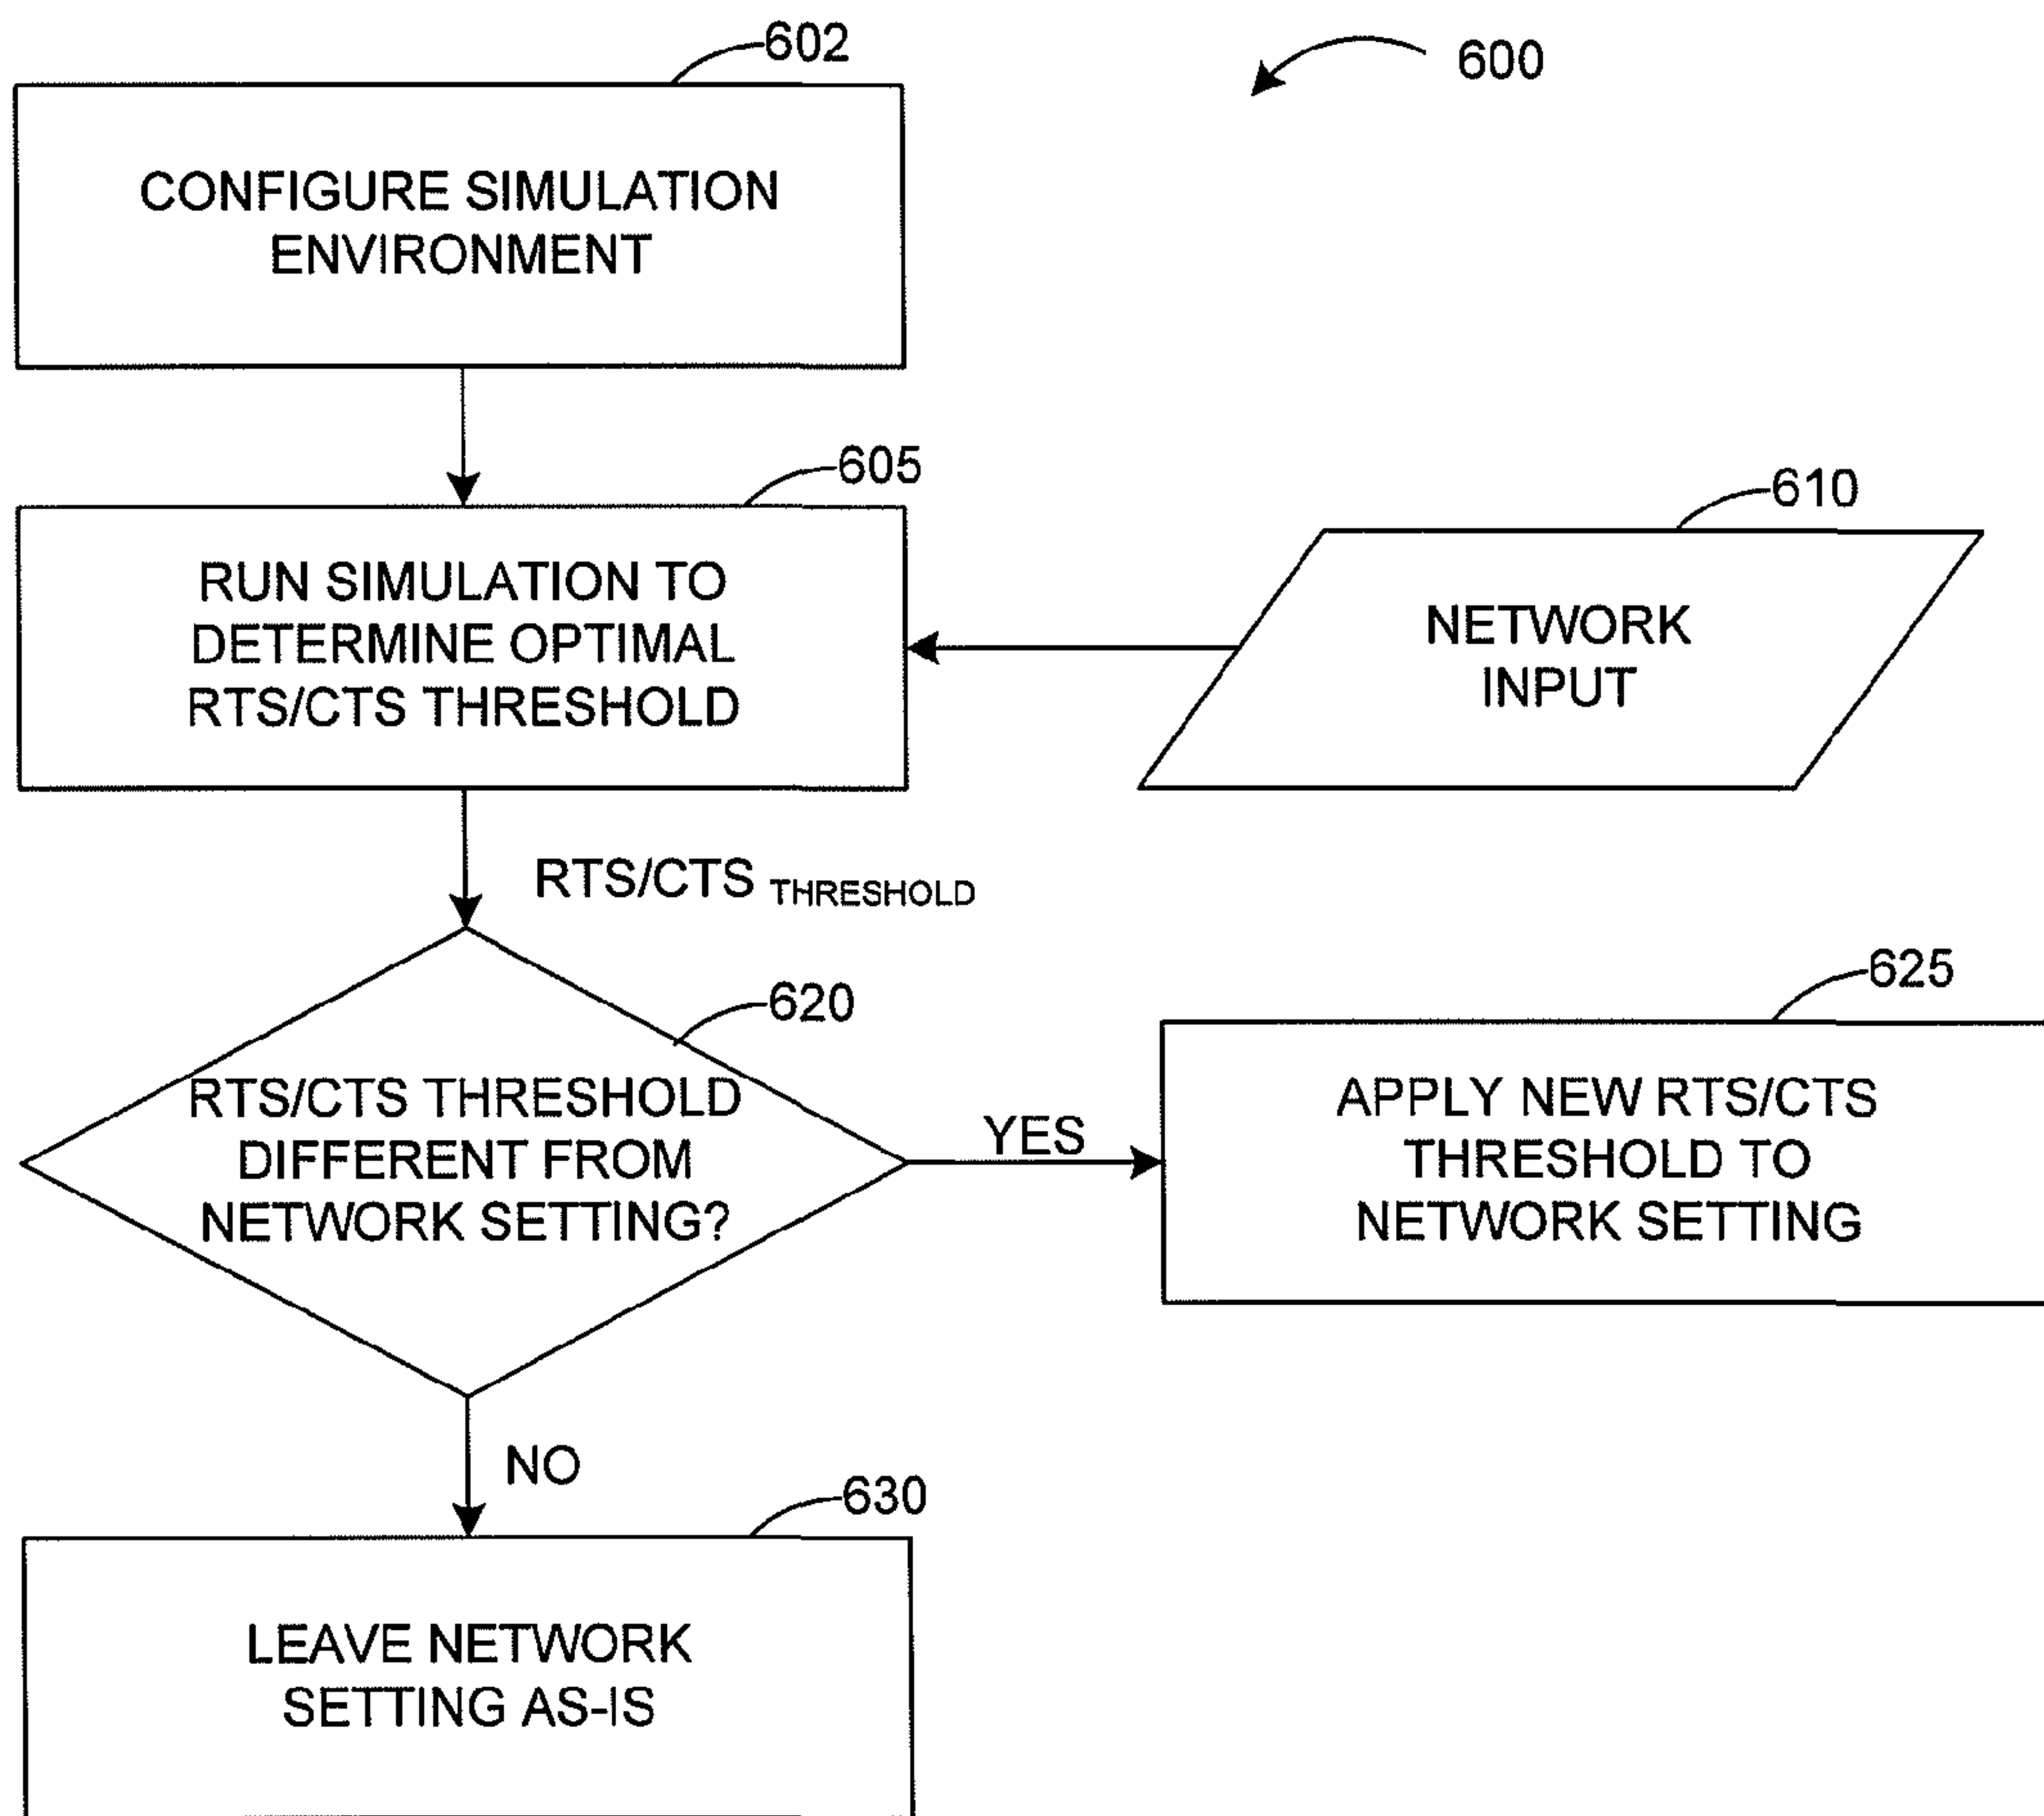 602
600
CONFIGURE SIMULATION
ENVIRONMENT
605
610
RUN SIMULATION TO
DETERMINE OPTIMAL
RTS/CTS THRESHOLD
NETWORK
INPUT
RTS/CTS THRESHOLD
620
625
RTS/CTS THRESHOLD
DIFFERENT FROM
NETWORK SETTING?
YES
APPLY NEW RTS/CTS
THRESHOLD TO
NETWORK SETTING
NO
630
LEAVE NETWORK
SETTING AS-IS